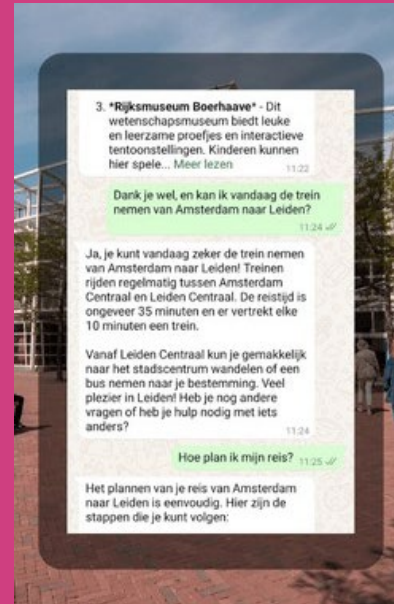 3. *Rijksmuseum Boerhaave* - Dit
wetenschapsmuseum biedt leuke
en leerzame proefjes en interactieve
tentoonstellingen. Kinderen kunnen
hier spele... Meer lezen
11:22
Dank je wel, en kan ik vandaag de trein
nemen van Amsterdam naar Leiden?
11:24
Ja, je kunt vandaag zeker de trein nemen
van Amsterdam naar Leiden! Treinen
rijden regelmatig tussen Amsterdam
Centraal en Leiden Centraal. De reistijd is
ongeveer 35 minuten en er vertrekt elke
10 minuten een trein.
Vanaf Leiden Centraal kun je gemakkelijk
naar het stadscentrum wandelen of een
bus nemen naar je bestemming. Veel
plezier in Leiden! Heb je nog andere
vragen of heb je hulp nodig met iets
anders?
11:24
Hoe plan ik mijn reis? 11:25
Het plannen van je reis van Amsterdam
naar Leiden is eenvoudig. Hier zijn de
stappen die je kunt volgen: